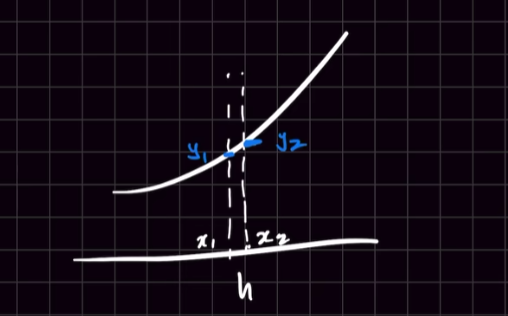 y₁ y₂
x₁ x₂
h